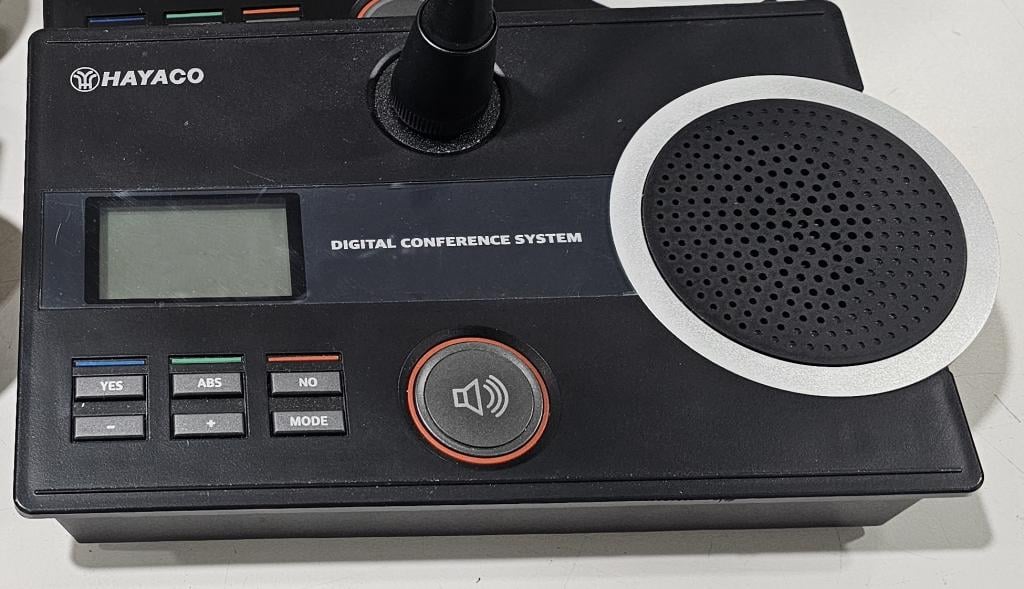 HAYACO
DIGITAL CONFERENCE SYSTEM
YES ABS NO
- + MODE